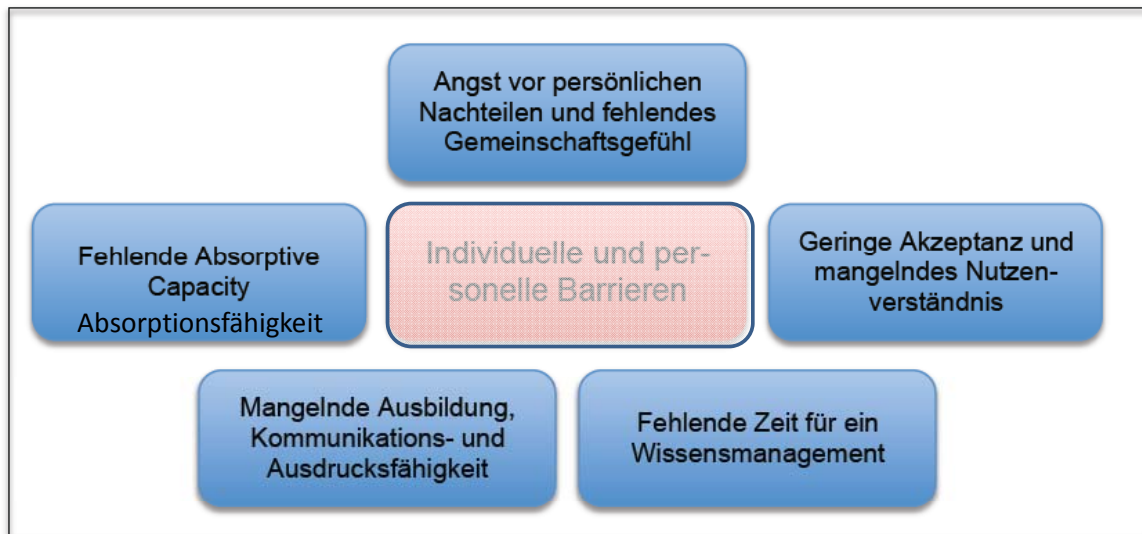 Angst vor persönlichen
Nachteilen und fehlendes
Gemeinschaftsgefühl
Fehlende Absorptive
Capacity
Absorptionsfähigkeit
Individuelle und per-
sonelle Barrieren
Geringe Akzeptanz und
mangelndes Nutzen-
verständnis
Mangelnde Ausbildung,
Kommunikations- und
Ausdrucksfähigkeit
Fehlende Zeit für ein
Wissensmanagement